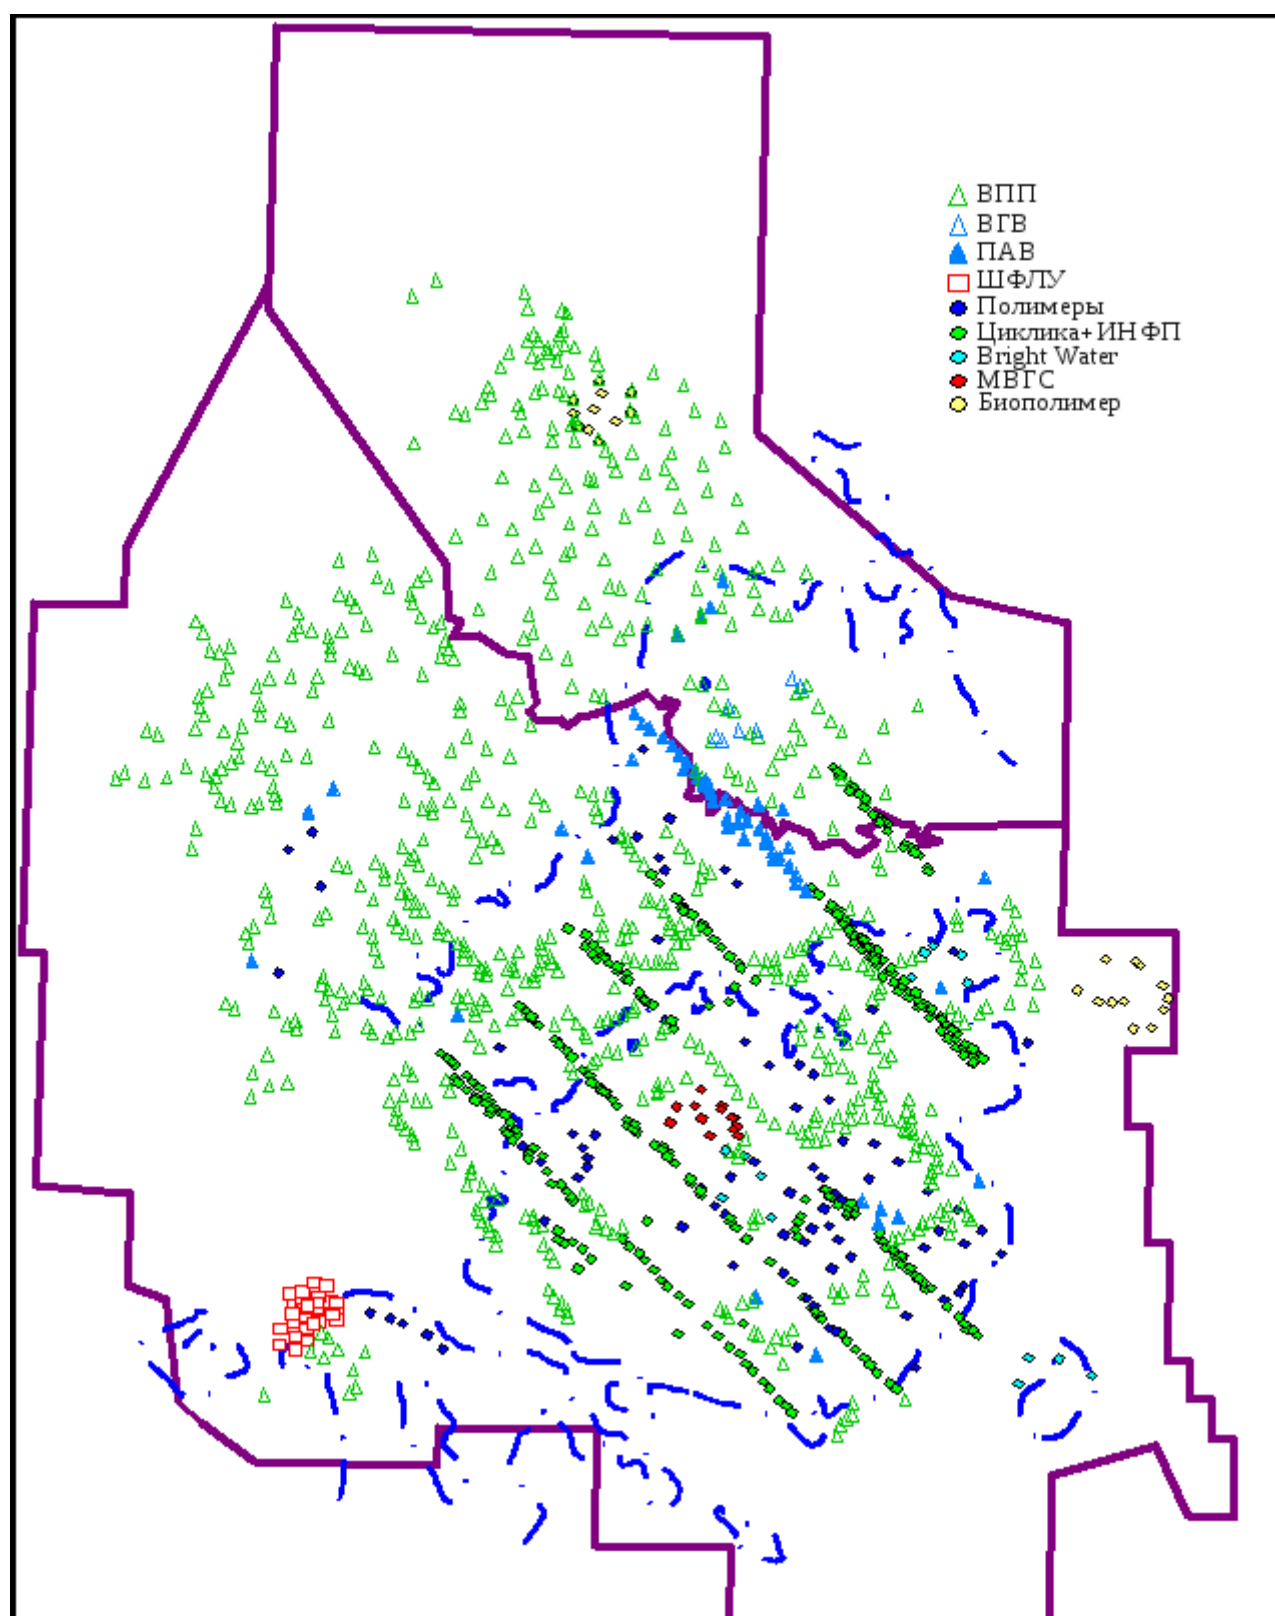 ВПП
ВГВ
ПАВ
ШФЛУ
Полимеры
Циклика+ИНФП
Bright Water
МВГС
Биополимер